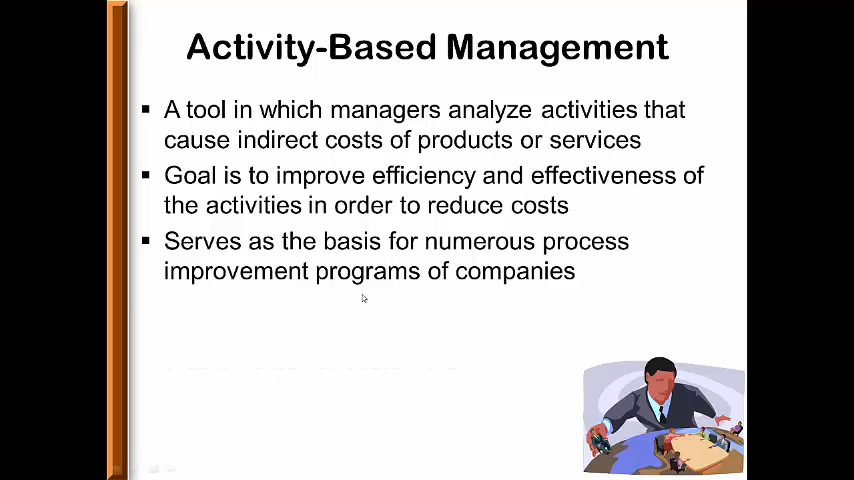 Activity-Based Management
▪ A tool in which managers analyze activities that
cause indirect costs of products or services
▪ Goal is to improve efficiency and effectiveness of
the activities in order to reduce costs
▪ Serves as the basis for numerous process
improvement programs of companies